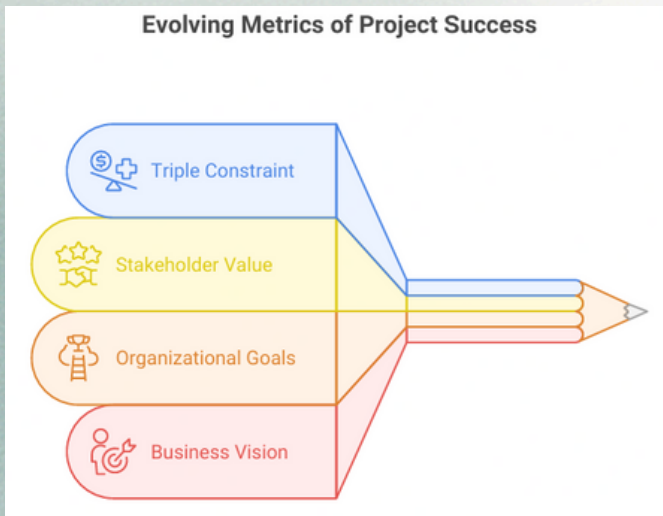 Evolving Metrics of Project Success
$
Triple Constraint
Stakeholder Value
Organizational Goals
Business Vision